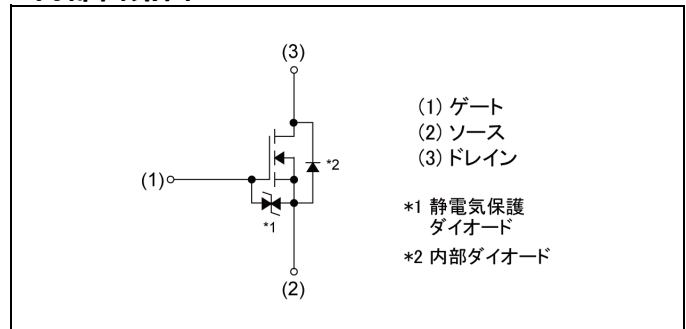 (3)
(1)
*2
*1
(2)
(1) ゲート
(2) ソース
(3) ドレイン
*1 静電気保護
ダイオード
*2 内部ダイオード